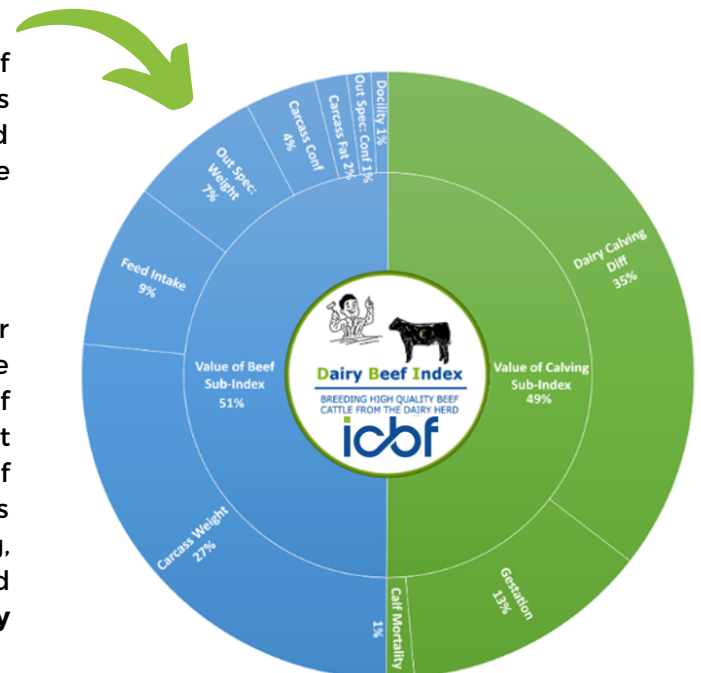 f
s
d
e
r
e
f
t
f
s
g,
d
y
Out Spec:
Weight
7%
Carcass Conf
4%
Carcass Fat 2%
Out Spec: Conf 1%
Docility 1%
Feed Intake
9%
Dairy Calving
Diff
35%
Value of Beef
Sub-Index
51%
Dairy Beef Index
BREEDING HIGH QUALITY BEEF
CATTLE FROM THE DAIRY HERD
icbf
Value of Calving
Sub-Index
49%
Carcass Weight
27%
1%
Calf Mortality
Gestation
13%